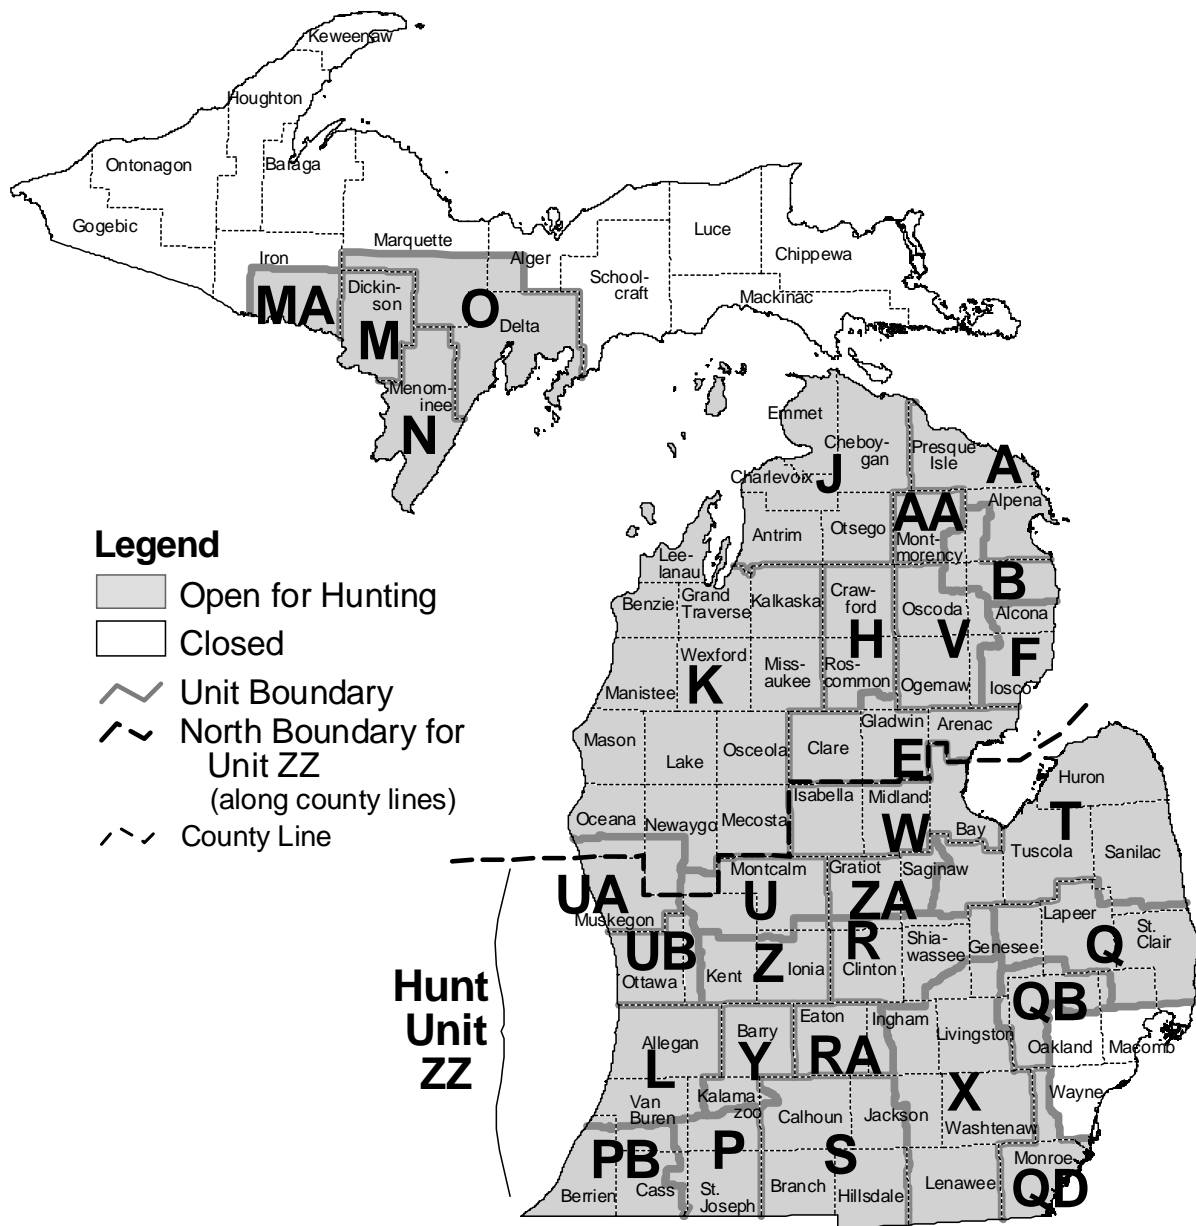 Keweenaw
Houghton
Ontonagon
Baraga
Gogebic
Marquette
Iron
Alger
Luce
Chippewa
School-
craft
Mackinac
MA
Dickin-
son
M
O
Delta
Menom-
inee
N
Emmet
Cheboy-
gan
Presque
Isle
A
Charlevoix
J
AA
Alpena
Antrim
Otsego
Mont-
morency
Lee-
lanau
B
Benzie
Grand
Traverse
Kalkaska
Craw-
ford
Oscoda
Alcona
H
V
F
Wexford
K
Manistee
Miss-
aukee
Ros-
common
Ogemaw
Iosco
Gladwin
Arenac
Mason
Lake
Osceola
Clare
E
Huron
Isabella
Midland
T
Oceana
Newaygo
Mecosta
W
Bay
Tuscola
Sanilac
Montcalm
Gratiot
Saginaw
UA
Muskegon
U
ZA
Lapeer
St.
Clair
Q
UB
Ottawa
Kent
Z
Ionia
R
Clinton
Shia-
wassee
Genesee
QB
Allegan
Barry
Eaton
Ingham
Livingston
Oakland
Macomb
L
Y
RA
Van
Buren
Kalama-
zoo
Calhoun
Jackson
X
Washtenaw
Wayne
PB
P
S
Monroe
QD
Berrien
Cass
St.
Joseph
Branch
Hillsdale
Lenawee
Legend
Open for Hunting
Closed
Unit Boundary
North Boundary for
Unit ZZ
(along county lines)
County Line
Hunt
Unit
ZZ